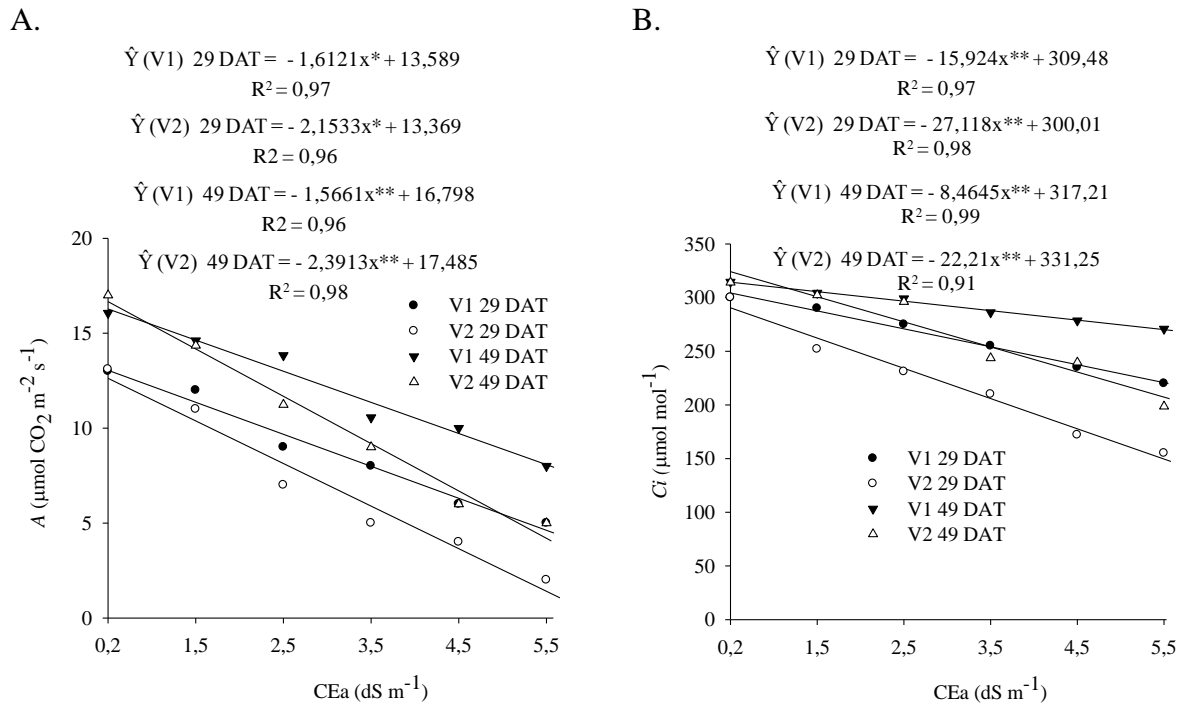 A.
Ŷ (V1) 29 DAT = - 1,6121x* + 13,589
R² = 0,97
Ŷ (V2) 29 DAT = - 2,1533x* + 13,369
R2 = 0,96
Ŷ (V1) 49 DAT = - 1,5661x** + 16,798
R2 = 0,96
Ŷ (V2) 49 DAT = - 2,3913x** + 17,485
R² = 0,98
V1 29 DAT
V2 29 DAT
V1 49 DAT
V2 49 DAT
20
15
10
5
0
A (µmol CO₂ m⁻² s⁻¹)
0,2 1,5 2,5 3,5 4,5 5,5
CEa (dS m⁻¹)
B.
Ŷ (V1) 29 DAT = - 15,924x** + 309,48
R² = 0,97
Ŷ (V2) 29 DAT = - 27,118x** + 300,01
R² = 0,98
Ŷ (V1) 49 DAT = - 8,4645x** + 317,21
R² = 0,99
Ŷ (V2) 49 DAT = - 22,21x** + 331,25
R² = 0,91
V1 29 DAT
V2 29 DAT
V1 49 DAT
V2 49 DAT
400
350
300
250
200
150
100
50
0
Ci (µmol mol⁻¹)
0,2 1,5 2,5 3,5 4,5 5,5
CEa (dS m⁻¹)